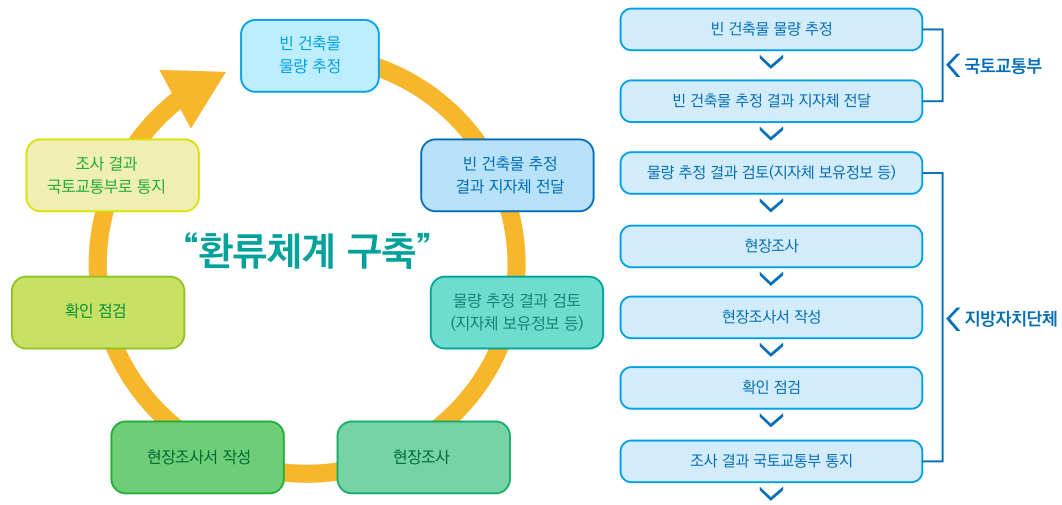 빈 건축물
물량 추정
빈 건축물 추정
결과 지자체 전달
물량 추정 결과 검토
(지자체 보유정보 등)
현장조사
현장조사서 작성
확인 점검
조사 결과
국토교통부로 통지
“환류체계 구축”
빈 건축물 물량 추정
빈 건축물 추정 결과 지자체 전달
국토교통부
물량 추정 결과 검토(지자체 보유정보 등)
현장조사
현장조사서 작성
확인 점검
조사 결과 국토교통부 통지
지방자치단체